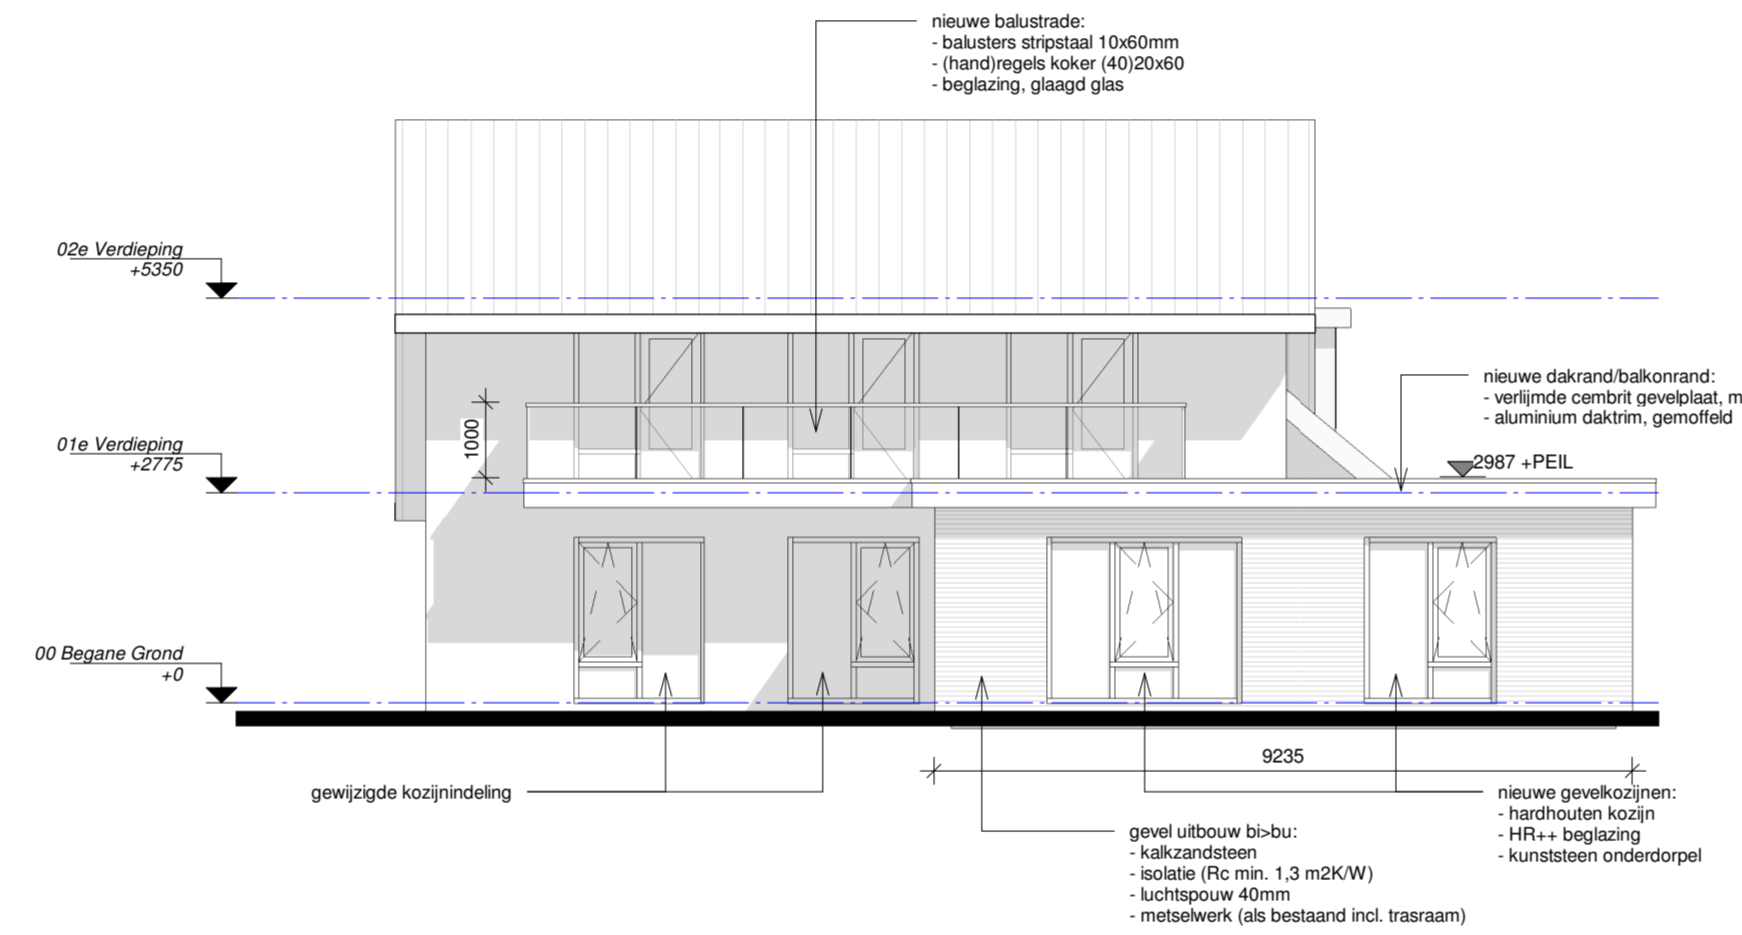 nieuwe balustrade:
- balusters stripstaal 10x60mm
- (hand)regels koker (40)20x60
- beglazing, glaagd glas
02e Verdieping
+5350
nieuwe dakrand/balkonrand:
- verlijmde cembrit gevelplaat, m
- aluminium daktrim, gemoffeld
01e Verdieping
+2775
1000
2987 +PEIL
00 Begane Grond
+0
9235
gewijzigde kozijnindeling
nieuwe gevelkozijnen:
- hardhouten kozijn
- HR++ beglazing
- kunststeen onderdorpel
gevel uitbouw bi>bu:
- kalkzandsteen
- isolatie (Rc min. 1,3 m2K/W)
- luchtspouw 40mm
- metselwerk (als bestaand incl. trasraam)